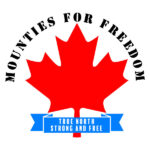 MOUNTIES FOR FREEDOM
TRUE NORTH
STRONG AND FREE